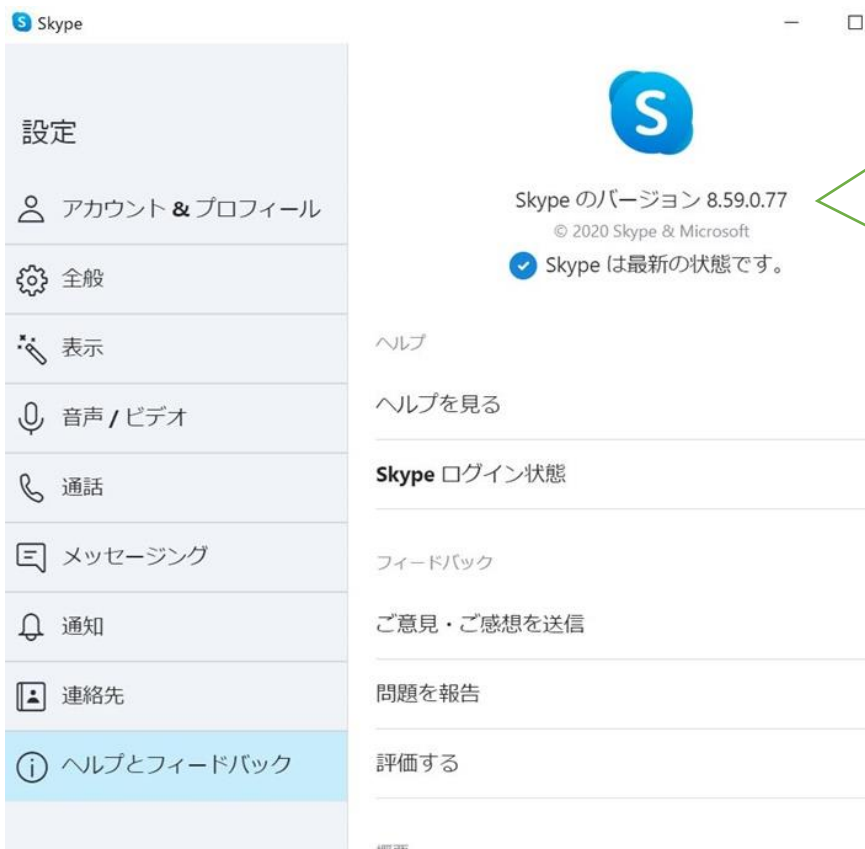 Skype
設定
アカウント & プロフィール
全般
表示
音声 / ビデオ
通話
メッセージング
通知
連絡先
ヘルプとフィードバック
Skype のバージョン 8.59.0.77
© 2020 Skype & Microsoft
Skype は最新の状態です。
ヘルプ
ヘルプを見る
Skype ログイン状態
フィードバック
ご意見・ご感想を送信
問題を報告
評価する